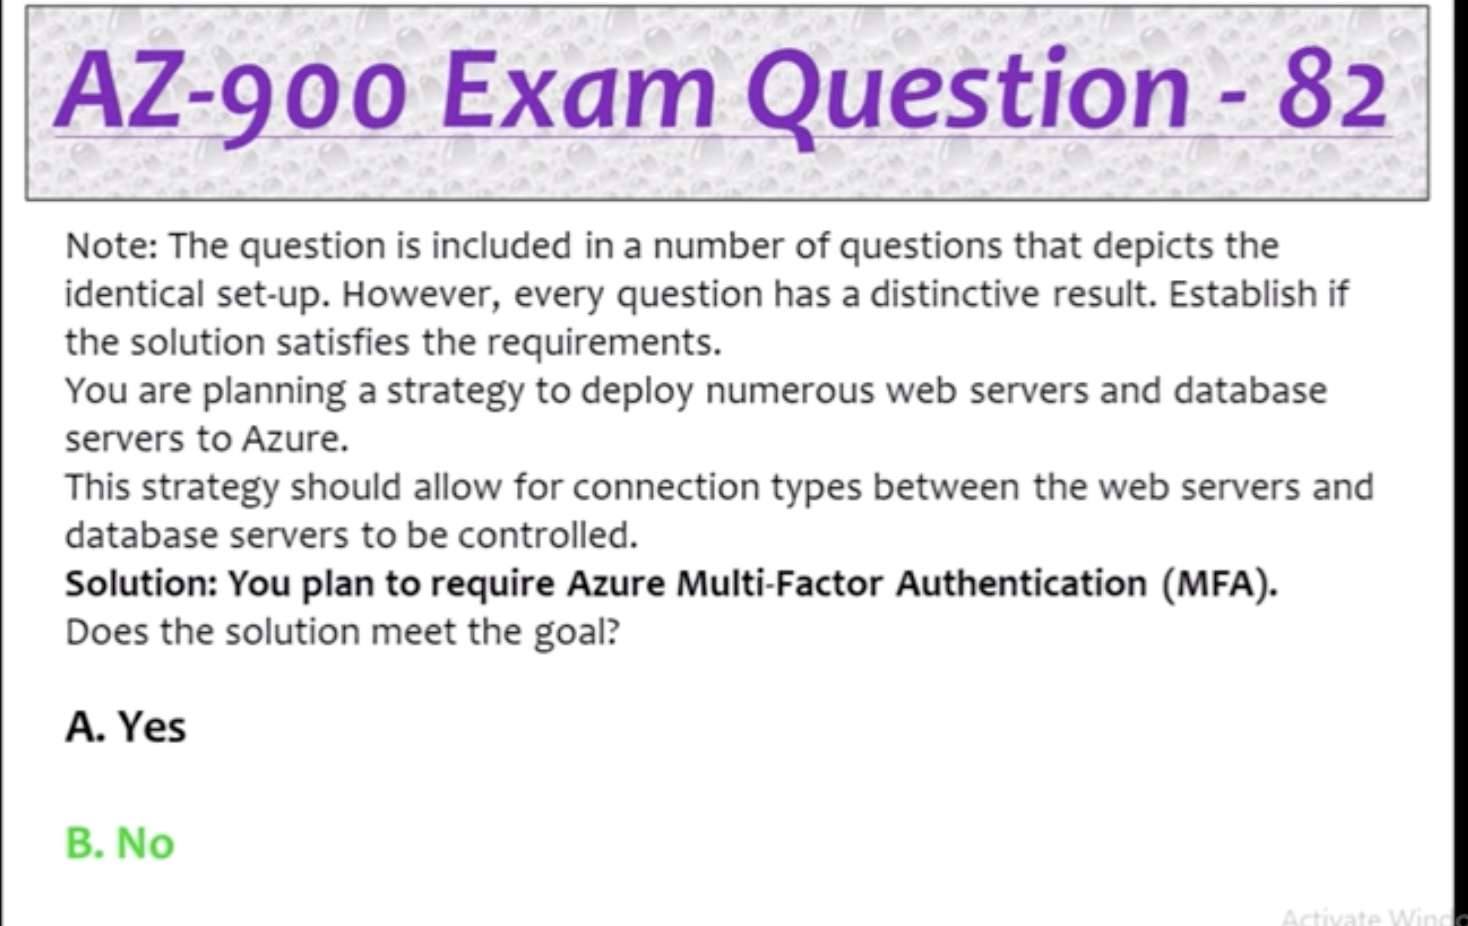 AZ-900 Exam Question - 82
Note: The question is included in a number of questions that depicts the
identical set-up. However, every question has a distinctive result. Establish if
the solution satisfies the requirements.
You are planning a strategy to deploy numerous web servers and database
servers to Azure.
This strategy should allow for connection types between the web servers and
database servers to be controlled.
Solution: You plan to require Azure Multi-Factor Authentication (MFA).
Does the solution meet the goal?
A. Yes
B. No
Activate Windo